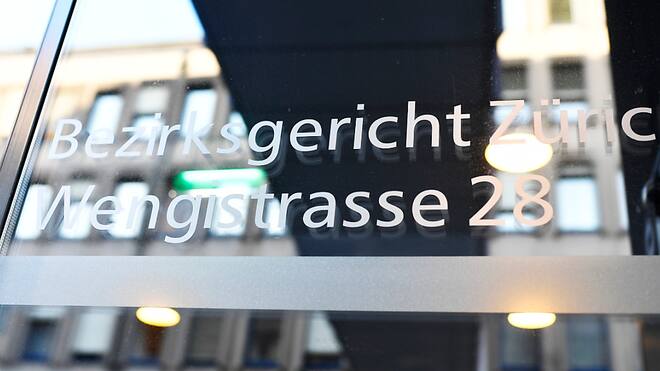 Bezirksgericht Züric
Wengistrasse 28